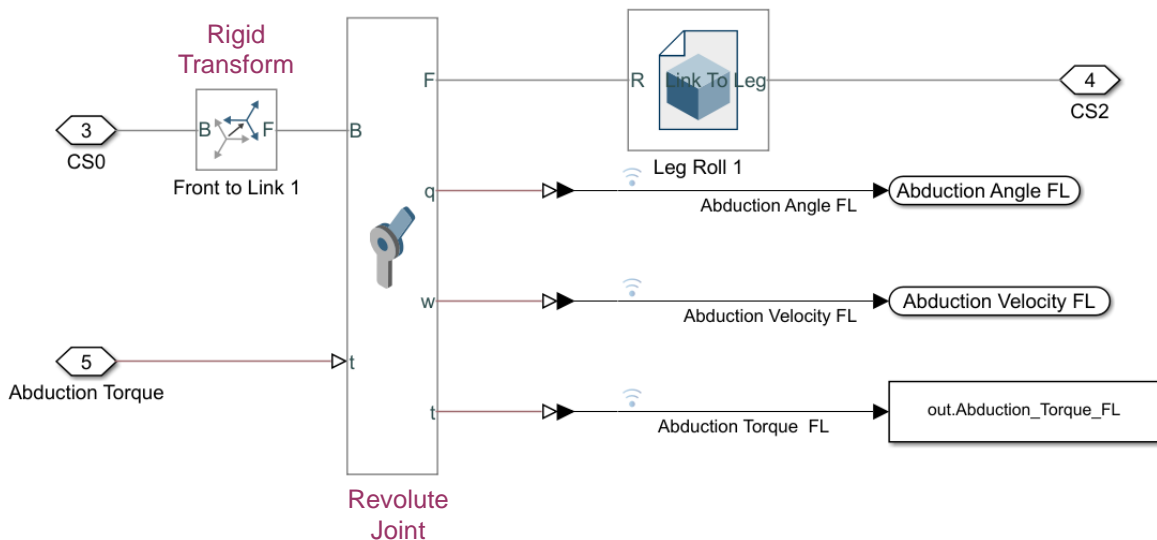 Rigid
Transform
B F
Front to Link 1
3
CS0
5
Abduction Torque
B
t
F
q
w
t
Revolute
Joint
R Link To Leg
Leg Roll 1
4
CS2
Abduction Angle FL
Abduction Angle FL
Abduction Velocity FL
Abduction Velocity FL
Abduction Torque FL
out.Abduction_Torque_FL